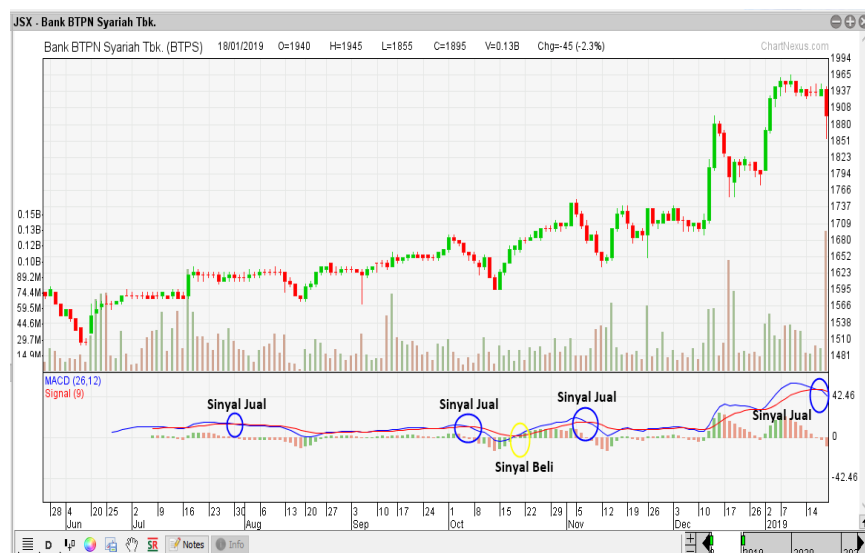 JSX - Bank BTPN Syariah Tbk.
Bank BTPN Syariah Tbk. (BTPS) 18/01/2019 O=1940 H=1945 L=1855 C=1895 V=0.13B Chg=-45 (-2.3%) ChartNexus.com
1994
1965
1937
1908
1880
1851
1823
1794
1766
1737
1709
1680
1652
1623
1595
1566
1538
1510
1481
0.15B
0.13B
0.12B
0.10B
89.2M
74.4M
59.5M
44.6M
29.7M
14.9M
MACD (26,12)
Signal (9)
Sinyal Jual
Sinyal Jual
Sinyal Jual
Sinyal Jual
Sinyal Beli
42.46
0
-42.46
28 4 20 25 2 9 16 23 30 6 13 20 27 3 10 17 24 1 8 15 22 29 5 12 19 26 3 10 17 26 2 7 14
Jun Jul Aug Sep Oct Nov Dec 2019
D SR Notes Info
2019 2020